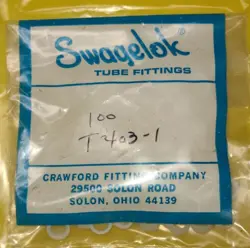 Swagelok
TUBE FITTINGS
100
T-403-1
CRAWFORD FITTING COMPANY
29500 SOLON ROAD
SOLON, OHIO 44139